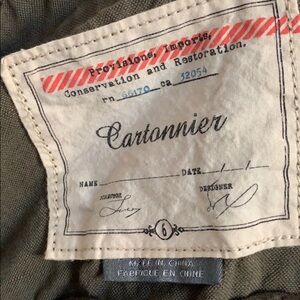 Provisions, Imports,
Conservation and Restoration.
rn 66170 ca 32054
Cartonnier
NAME DATE / /
DESIGNER
6
MADE IN CHINA
FABRIQUÉ EN CHINE